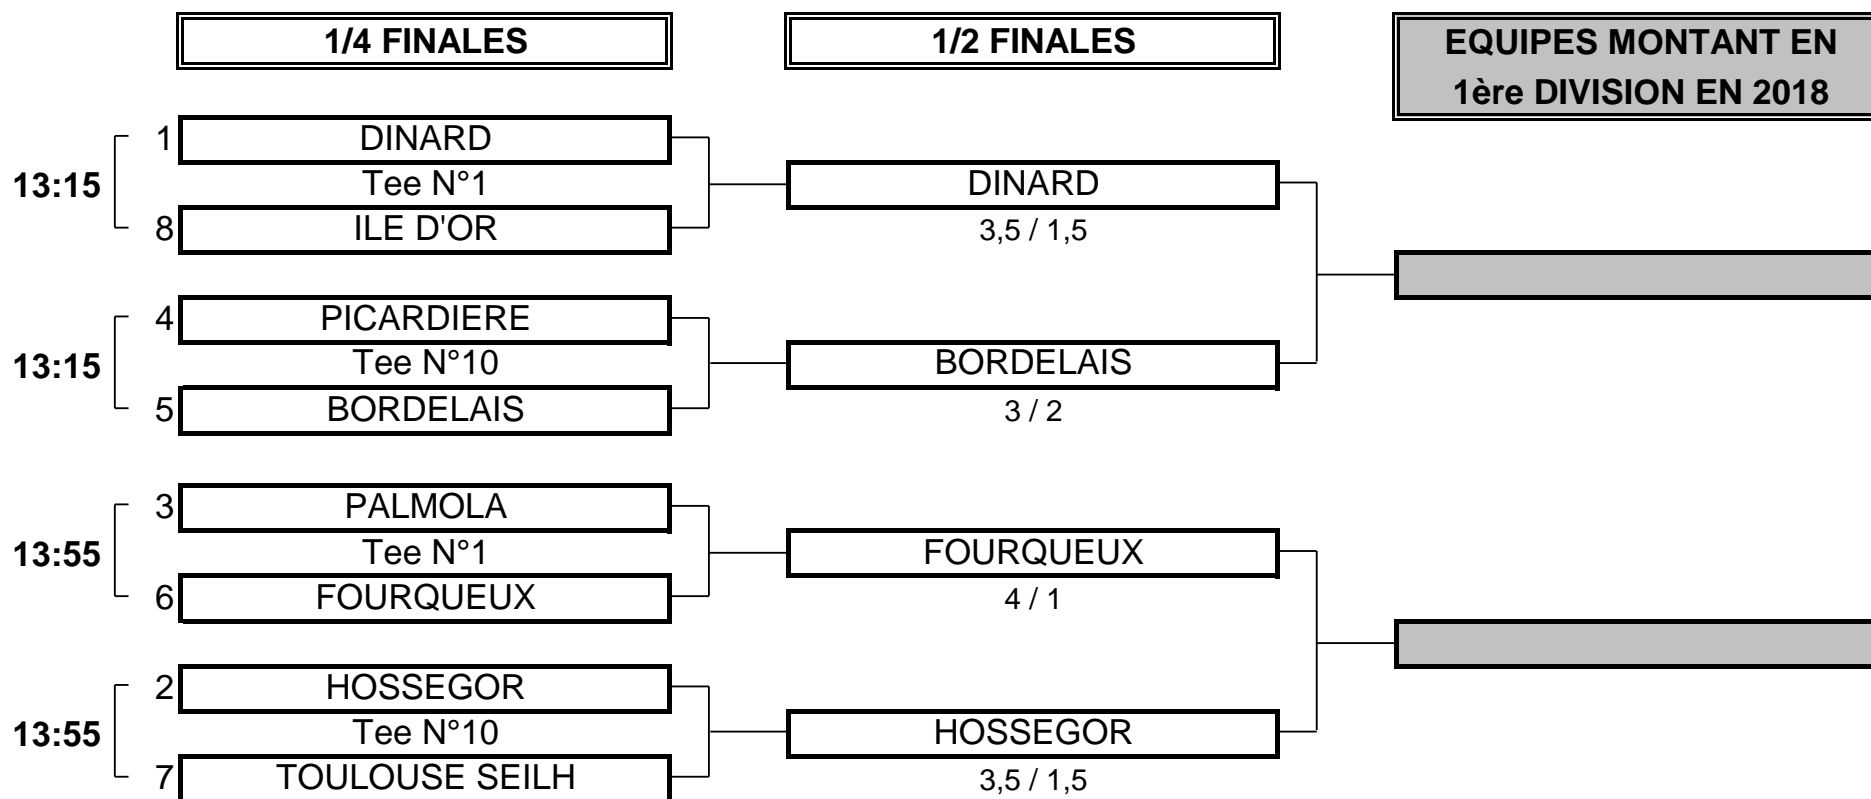 1/4 FINALES
1/2 FINALES
EQUIPES MONTANT EN
1ère DIVISION EN 2018
1 DINARD
13:15 Tee N°1 DINARD
8 ILE D'OR 3,5 / 1,5
4 PICARDIERE
13:15 Tee N°10 BORDELAIS
5 BORDELAIS 3 / 2
3 PALMOLA
13:55 Tee N°1 FOURQUEUX
6 FOURQUEUX 4 / 1
2 HOSSEGOR
13:55 Tee N°10 HOSSEGOR
7 TOULOUSE SEILH 3,5 / 1,5